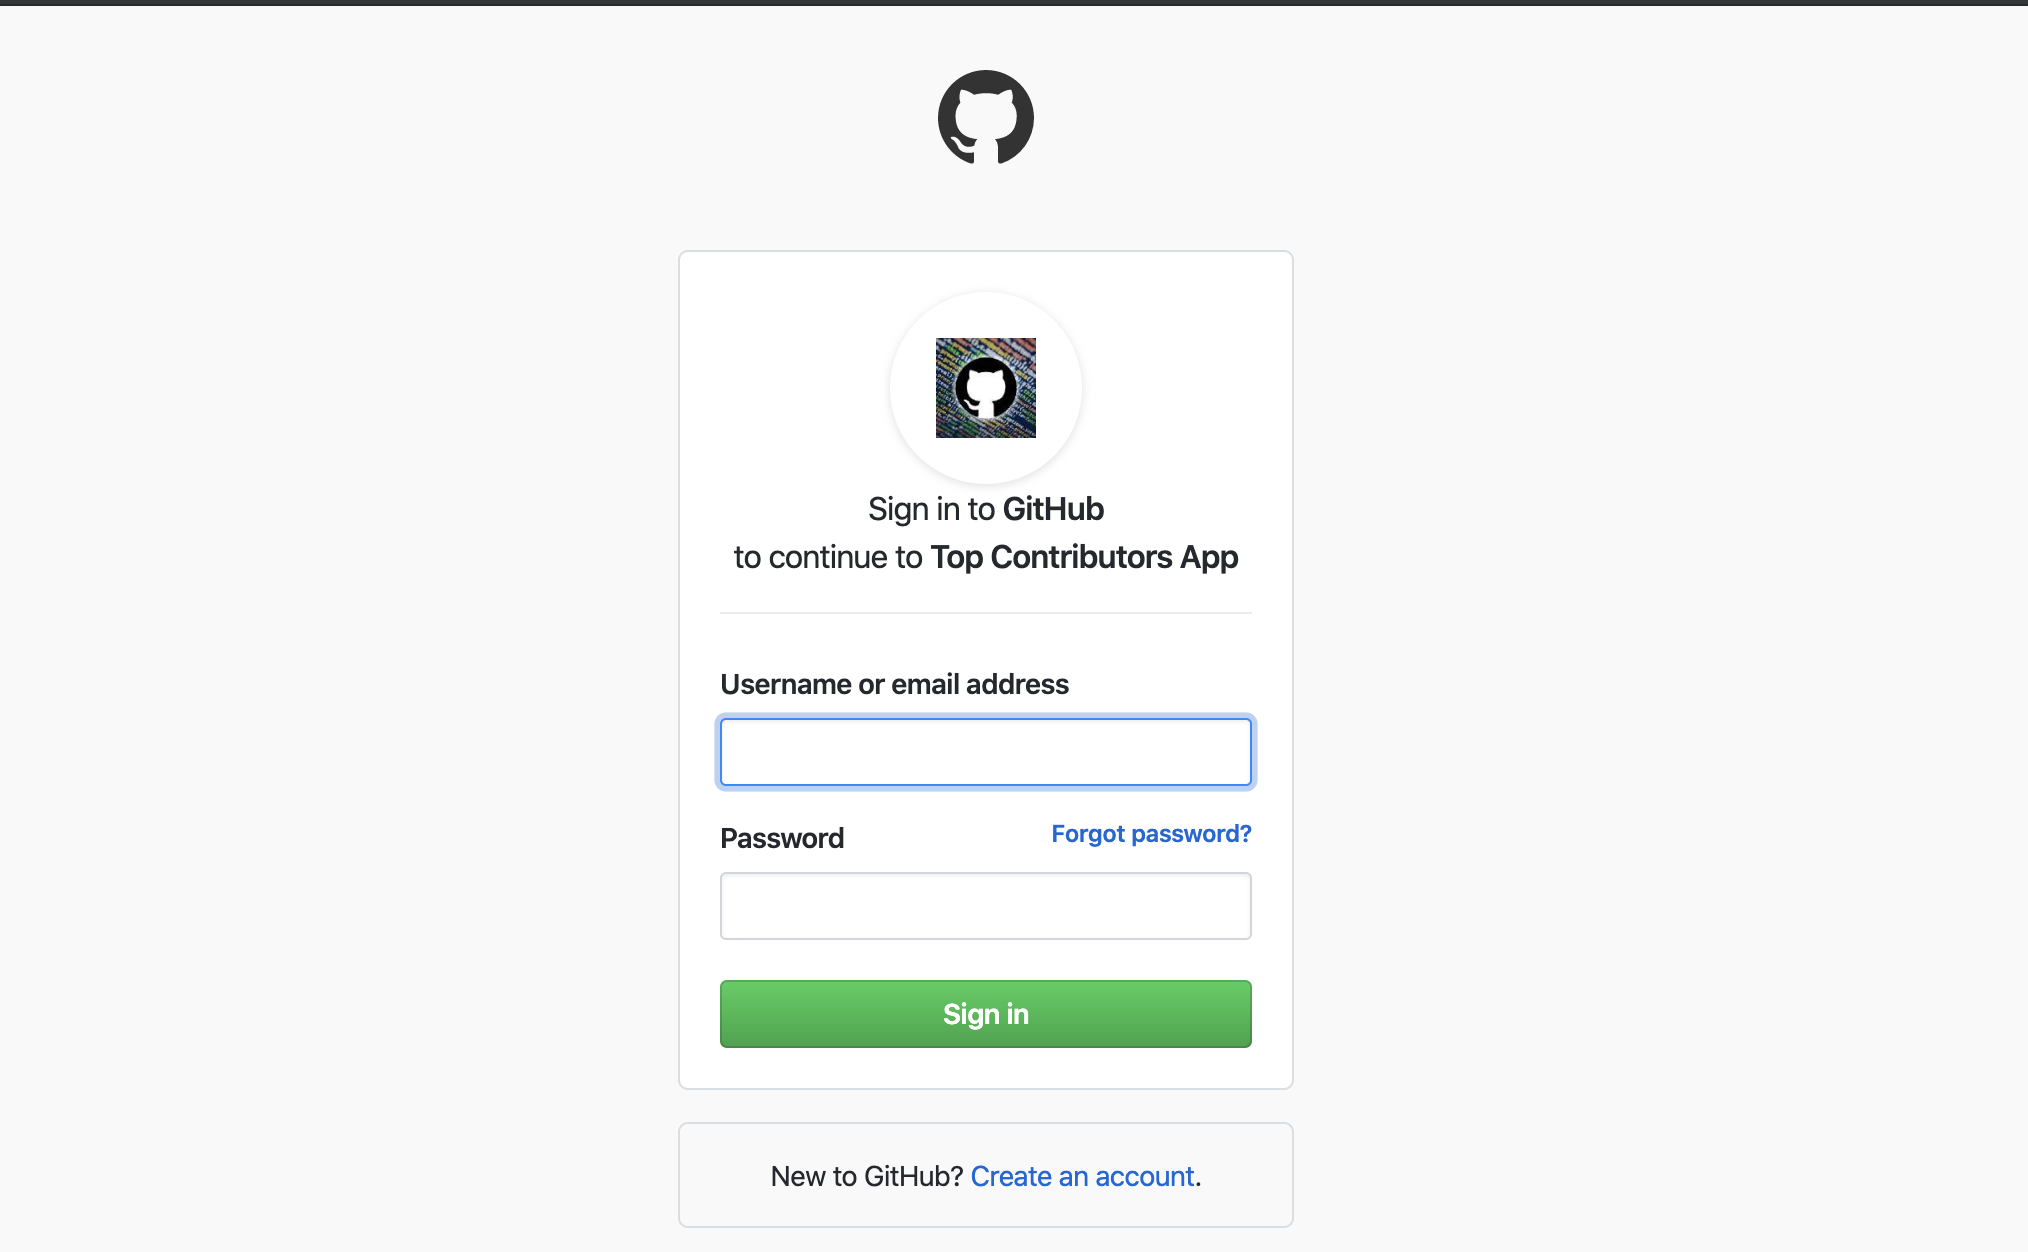 Sign in to GitHub
to continue to Top Contributors App
Username or email address
Password
Forgot password?
Sign in
New to GitHub? Create an account.